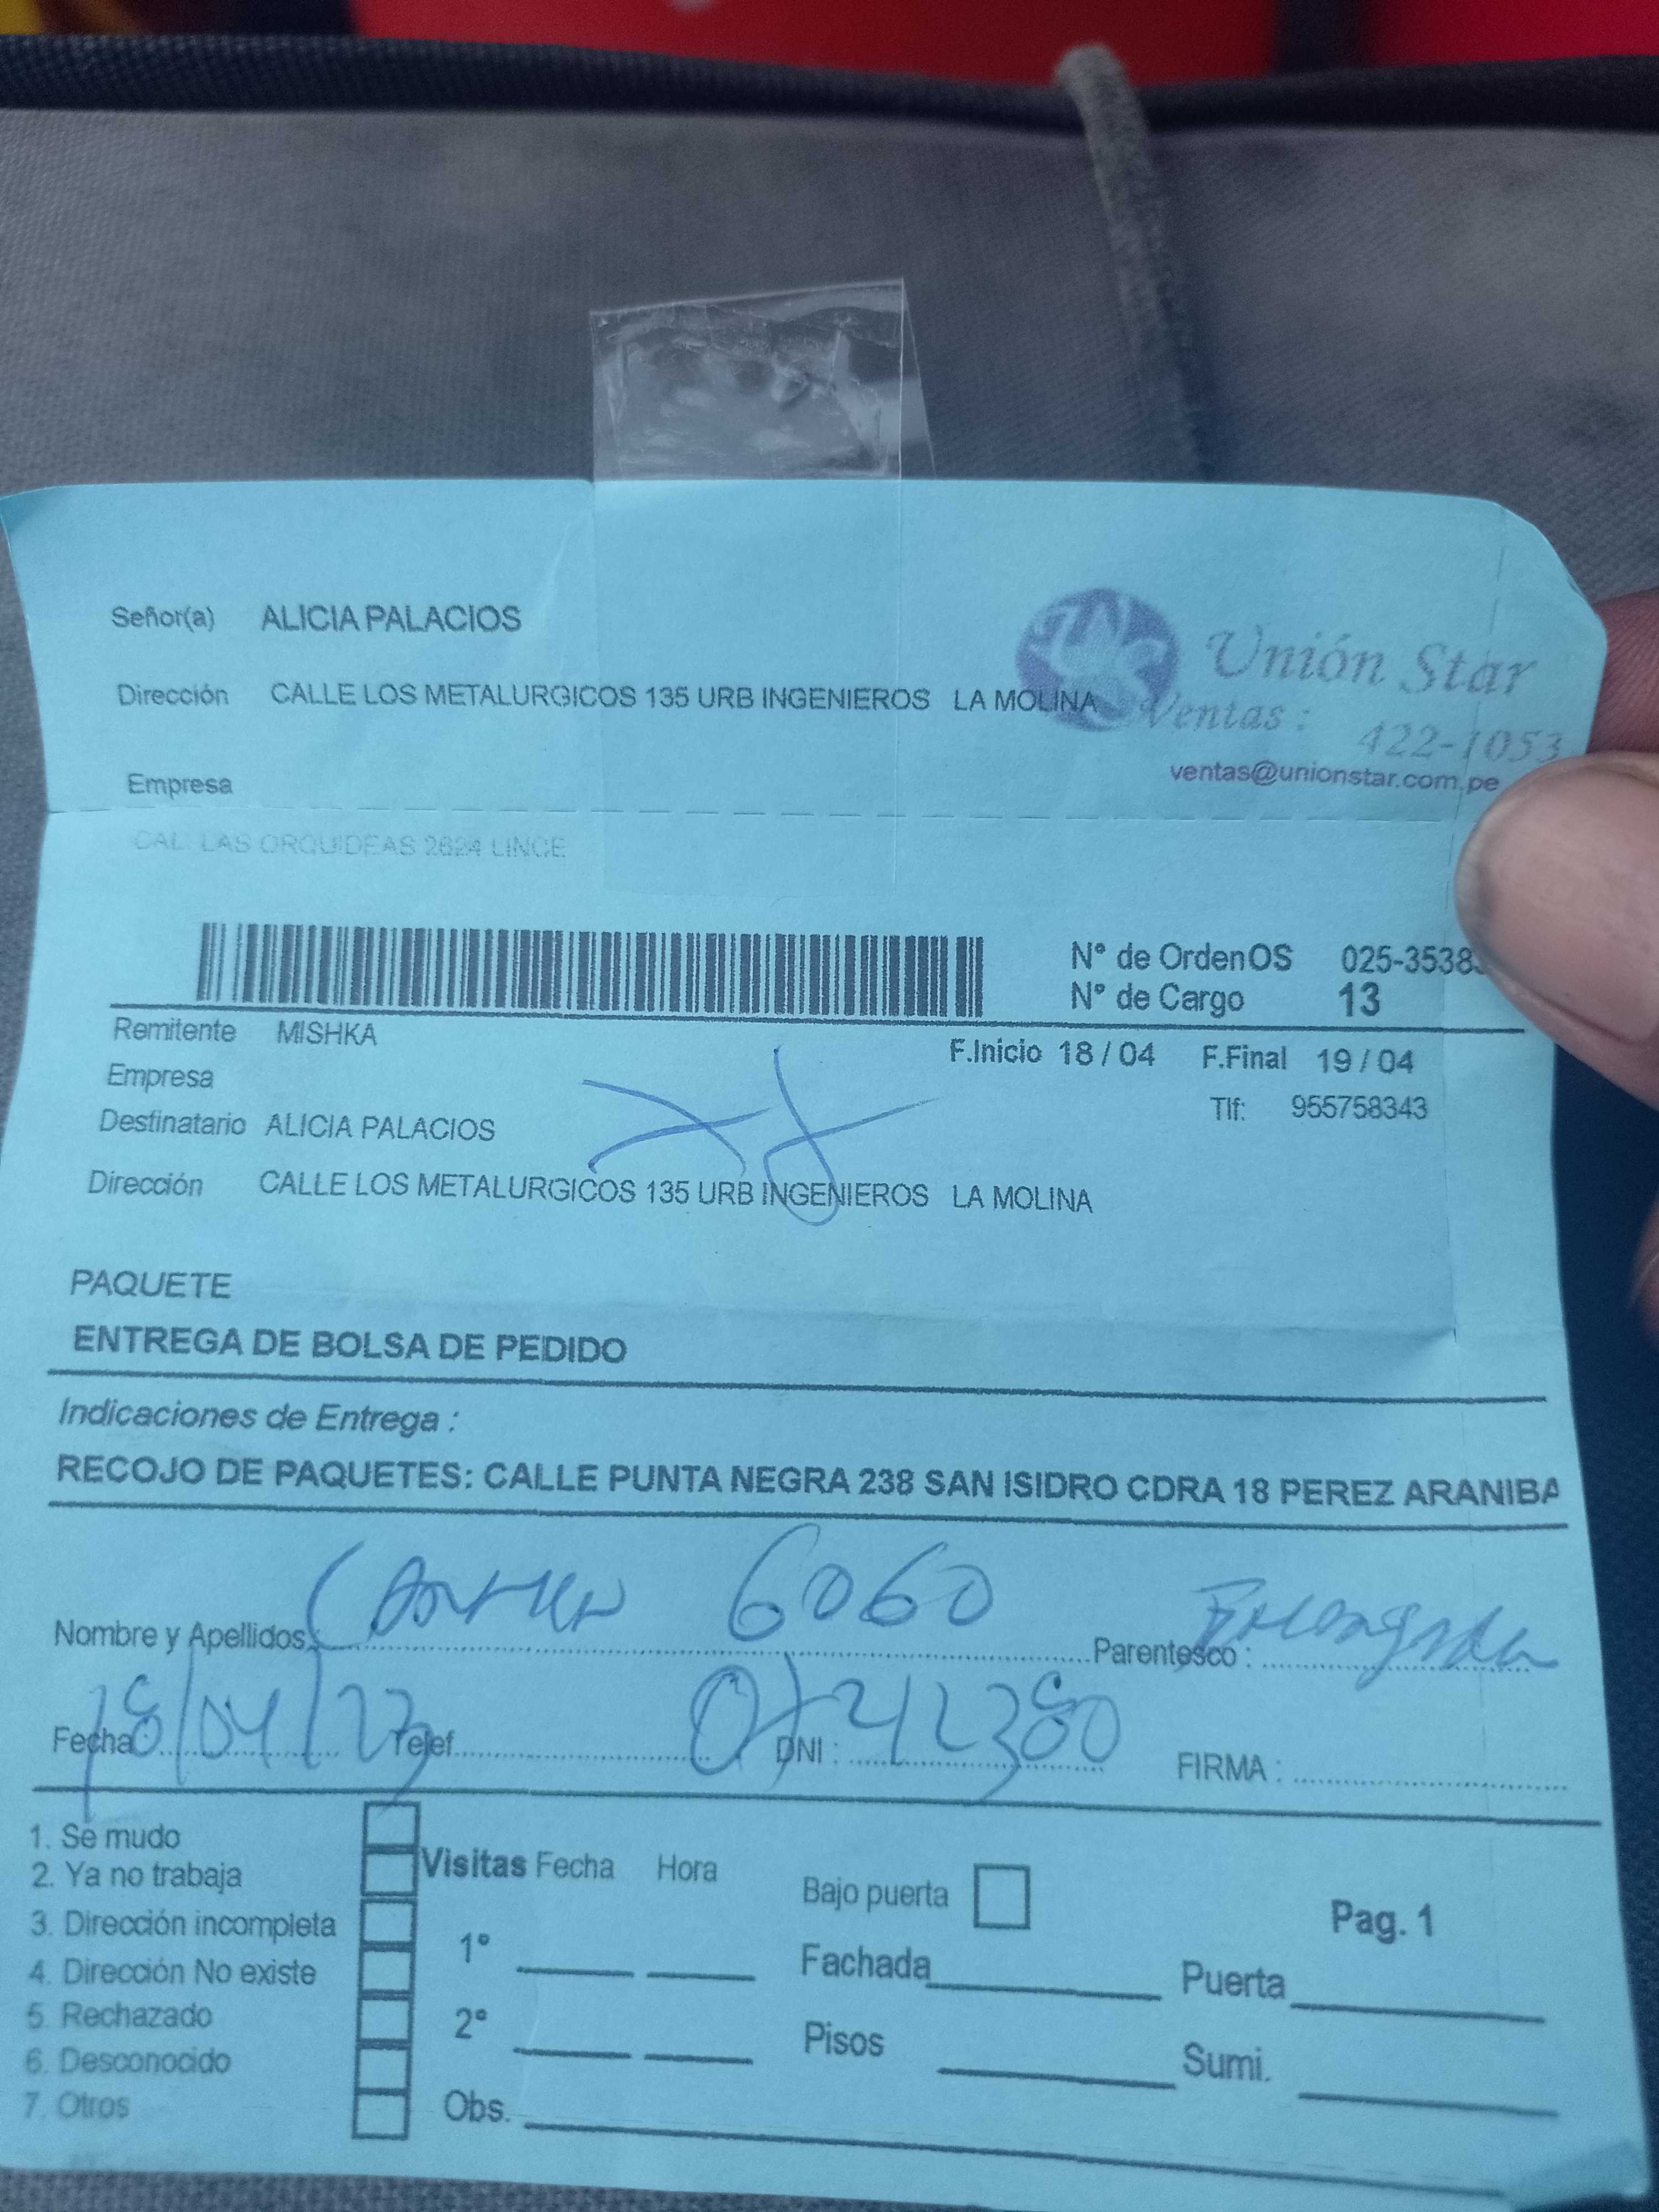 Señor(a) ALICIA PALACIOS
Unión Star
Dirección CALLE LOS METALURGICOS 135 URB INGENIEROS LA MOLINA
Ventas : 422-1053
ventas@unionstar.com.pe
Empresa
CAL. LAS ORQUIDEAS 2624 LINCE
N° de OrdenOS 025-3538
N° de Cargo 13
Remitente MISHKA
F.Inicio 18 / 04 F.Final 19 / 04
Empresa
Tlf: 955758343
Destinatario ALICIA PALACIOS
Dirección CALLE LOS METALURGICOS 135 URB INGENIEROS LA MOLINA
PAQUETE
ENTREGA DE BOLSA DE PEDIDO
Indicaciones de Entrega :
RECOJO DE PAQUETES: CALLE PUNTA NEGRA 238 SAN ISIDRO CDRA 18 PEREZ ARANIBA
Nombre y Apellidos Parentesco :
Fecha 18/04/23 Telef. DNI : FIRMA :
1. Se mudo
2. Ya no trabaja
3. Dirección incompleta
4. Dirección No existe
5. Rechazado
6. Desconocido
7. Otros
Visitas Fecha Hora
1°
2°
Obs.
Bajo puerta
Fachada
Pisos
Pag. 1
Puerta
Sumi.